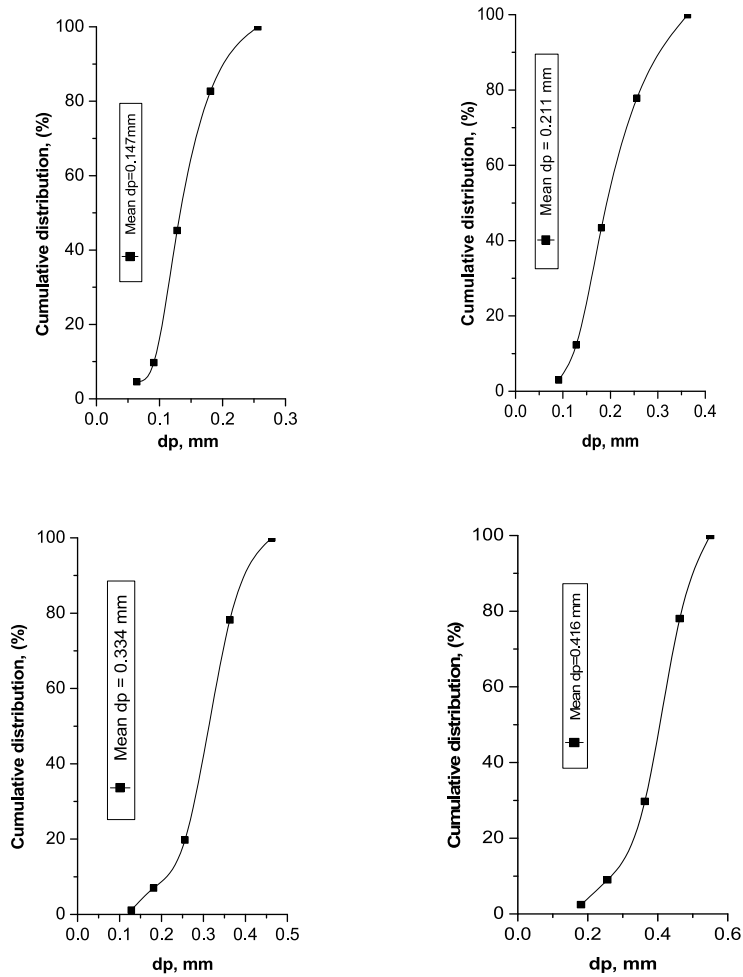 100
80
60
40
20
0
Cumulative distribution, (%)
Mean dp=0.147mm
0.0 0.1 0.2 0.3
dp, mm
100
80
60
40
20
0
Cumulative distribution, (%)
Mean dp = 0.211 mm
0.0 0.1 0.2 0.3 0.4
dp, mm
100
80
60
40
20
0
Cumulative distribution, (%)
Mean dp = 0.334 mm
0.0 0.1 0.2 0.3 0.4 0.5
dp, mm
100
80
60
40
20
0
Cumulative distribution, (%)
Mean dp=0.416 mm
0.0 0.2 0.4 0.6
dp, mm